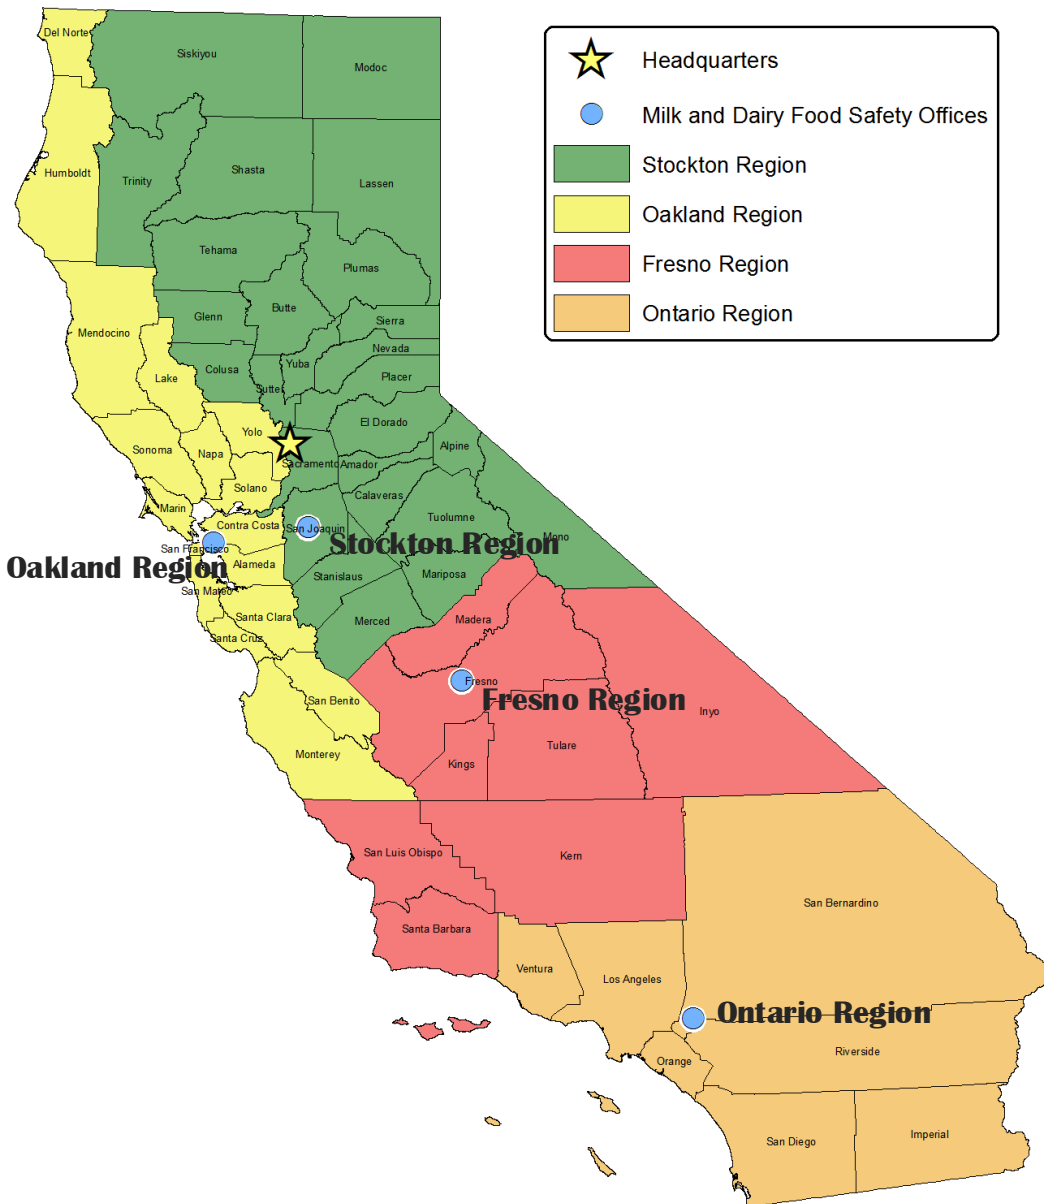 Del Norte
Siskiyou
Modoc
Humboldt
Trinity
Shasta
Lassen
Tehama
Plumas
Glenn
Butte
Sierra
Mendocino
Nevada
Colusa
Yuba
Lake
Placer
Sutter
El Dorado
Yolo
Sonoma
Napa
Sacramento
Amador
Alpine
Solano
Calaveras
Marin
Tuolumne
Contra Costa
San Joaquin
Mono
Stockton Region
San Francisco
Oakland Region
Alameda
Stanislaus
Mariposa
San Mateo
Santa Clara
Merced
Madera
Santa Cruz
Fresno
Fresno Region
San Benito
Inyo
Monterey
Kings
Tulare
San Luis Obispo
Kern
San Bernardino
Santa Barbara
Ventura
Los Angeles
Ontario Region
Orange
Riverside
San Diego
Imperial
Headquarters
Milk and Dairy Food Safety Offices
Stockton Region
Oakland Region
Fresno Region
Ontario Region